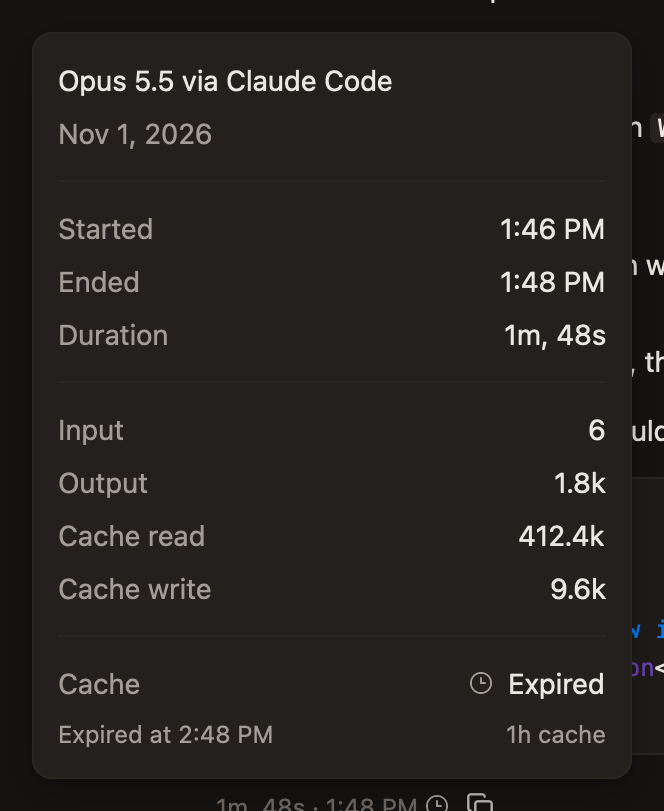 Opus 5.5 via Claude Code
Nov 1, 2026
Started 1:46 PM
Ended 1:48 PM
Duration 1m, 48s
Input 6
Output 1.8k
Cache read 412.4k
Cache write 9.6k
Cache Expired
Expired at 2:48 PM 1h cache
1m, 48s · 1:48 PM